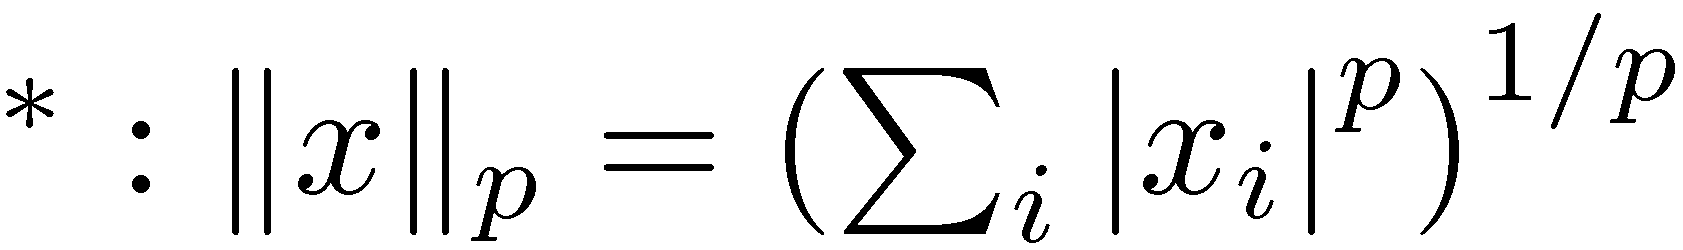 * : ‖x‖_p = (∑_i |x_i|^p)^{1/p}